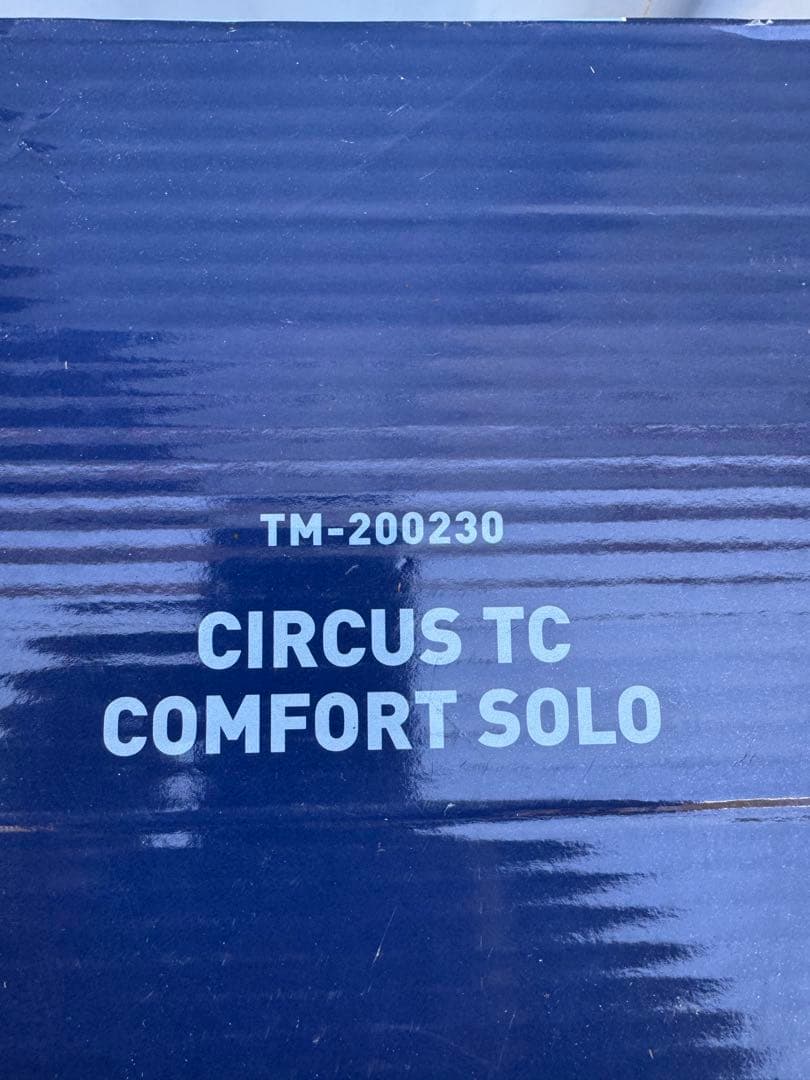 TM-200230
CIRCUS TC
COMFORT SOLO